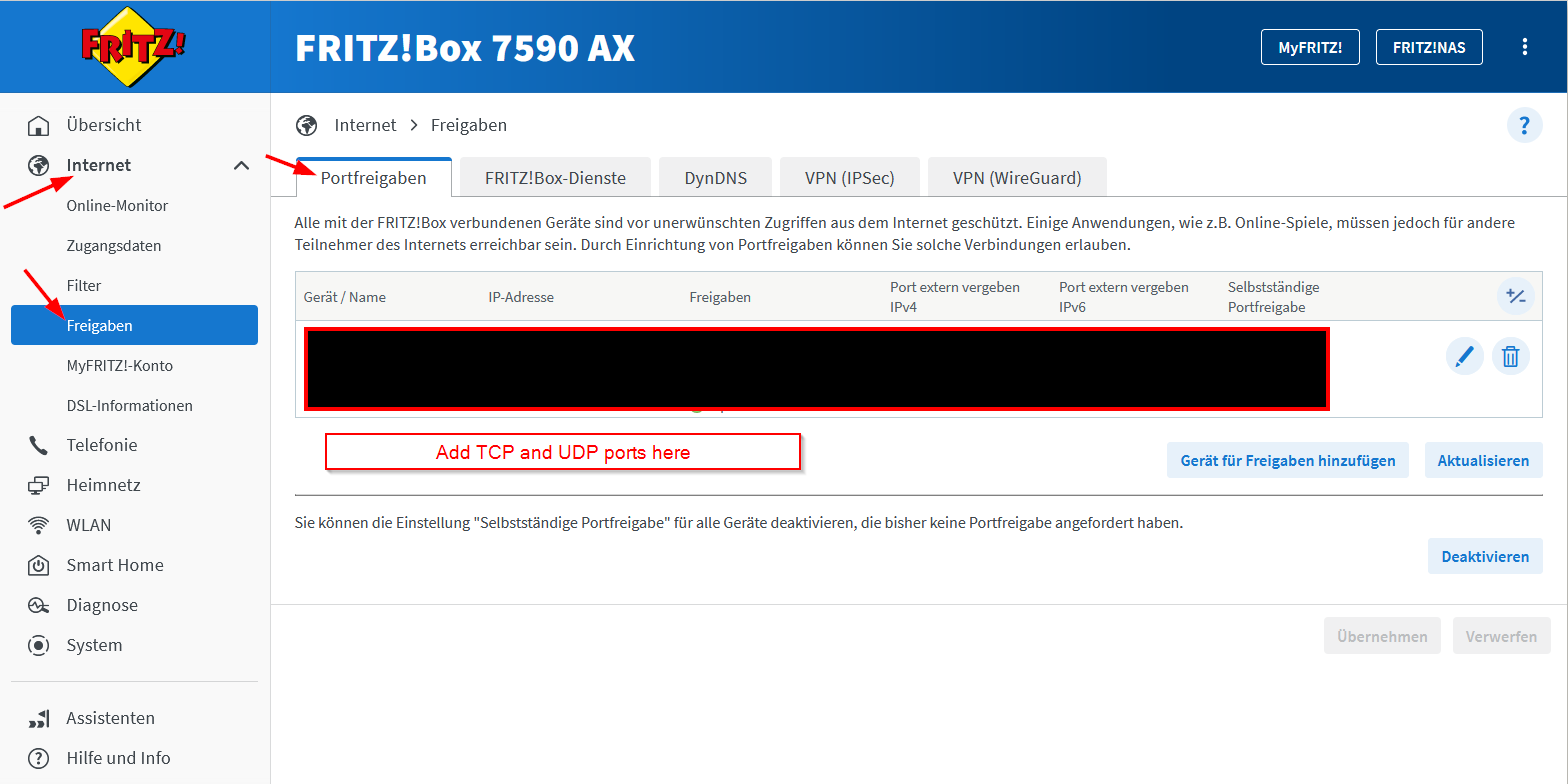 FRITZ!
FRITZ!Box 7590 AX
MyFRITZ!
FRITZ!NAS
Übersicht
Internet
Online-Monitor
Zugangsdaten
Filter
Freigaben
MyFRITZ!-Konto
DSL-Informationen
Telefonie
Heimnetz
WLAN
Smart Home
Diagnose
System
Assistenten
Hilfe und Info
Internet > Freigaben
?
Portfreigaben
FRITZ!Box-Dienste
DynDNS
VPN (IPSec)
VPN (WireGuard)
Alle mit der FRITZ!Box verbundenen Geräte sind vor unerwünschten Zugriffen aus dem Internet geschützt. Einige Anwendungen, wie z.B. Online-Spiele, müssen jedoch für andere
Teilnehmer des Internets erreichbar sein. Durch Einrichtung von Portfreigaben können Sie solche Verbindungen erlauben.
Gerät / Name
IP-Adresse
Freigaben
Port extern vergeben
IPv4
Port extern vergeben
IPv6
Selbstständige
Portfreigabe
Add TCP and UDP ports here
Gerät für Freigaben hinzufügen
Aktualisieren
Sie können die Einstellung "Selbstständige Portfreigabe" für alle Geräte deaktivieren, die bisher keine Portfreigabe angefordert haben.
Deaktivieren
Übernehmen
Verwerfen